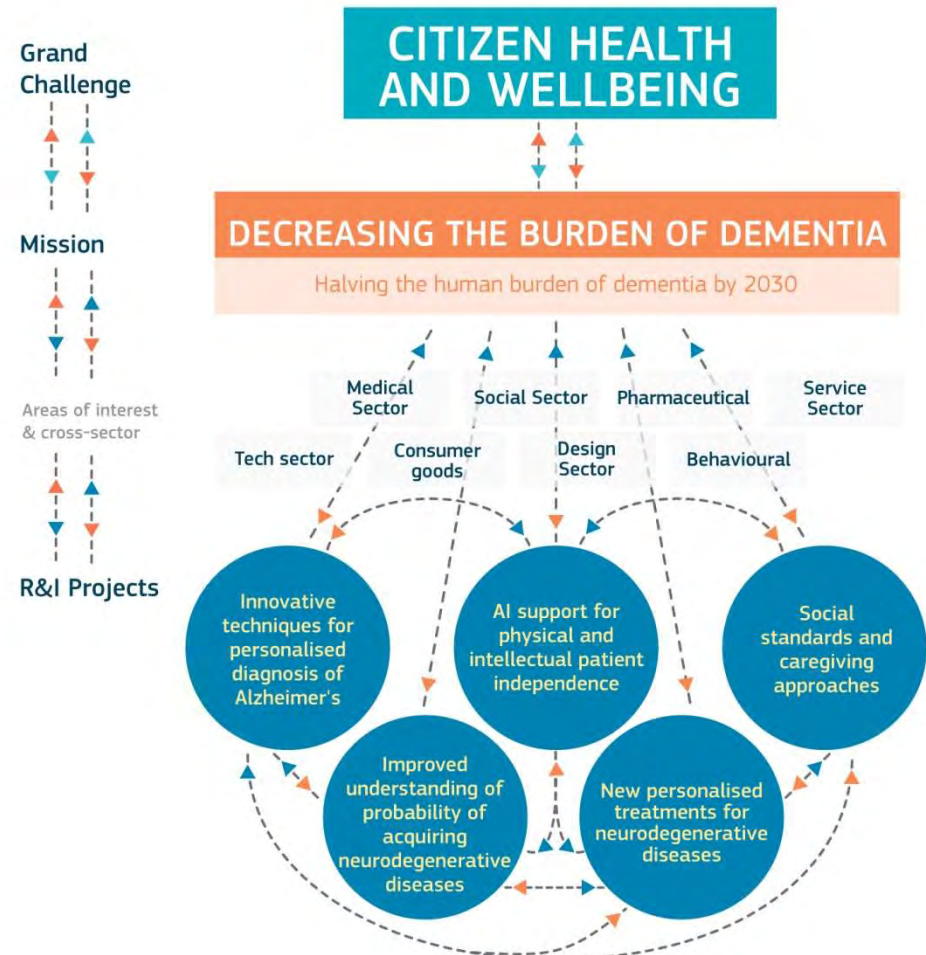 Grand
Challenge
CITIZEN HEALTH
AND WELLBEING
Mission
DECREASING THE BURDEN OF DEMENTIA
Halving the human burden of dementia by 2030
Areas of interest
& cross-sector
Medical
Sector
Social Sector
Pharmaceutical
Service
Sector
Tech sector
Consumer
goods
Design
Sector
Behavioural
R&I Projects
Innovative
techniques for
personalised
diagnosis of
Alzheimer's
AI support for
physical and
intellectual patient
independence
Social
standards and
caregiving
approaches
Improved
understanding of
probability of
acquiring
neurodegenerative
diseases
New personalised
treatments for
neurodegenerative
diseases